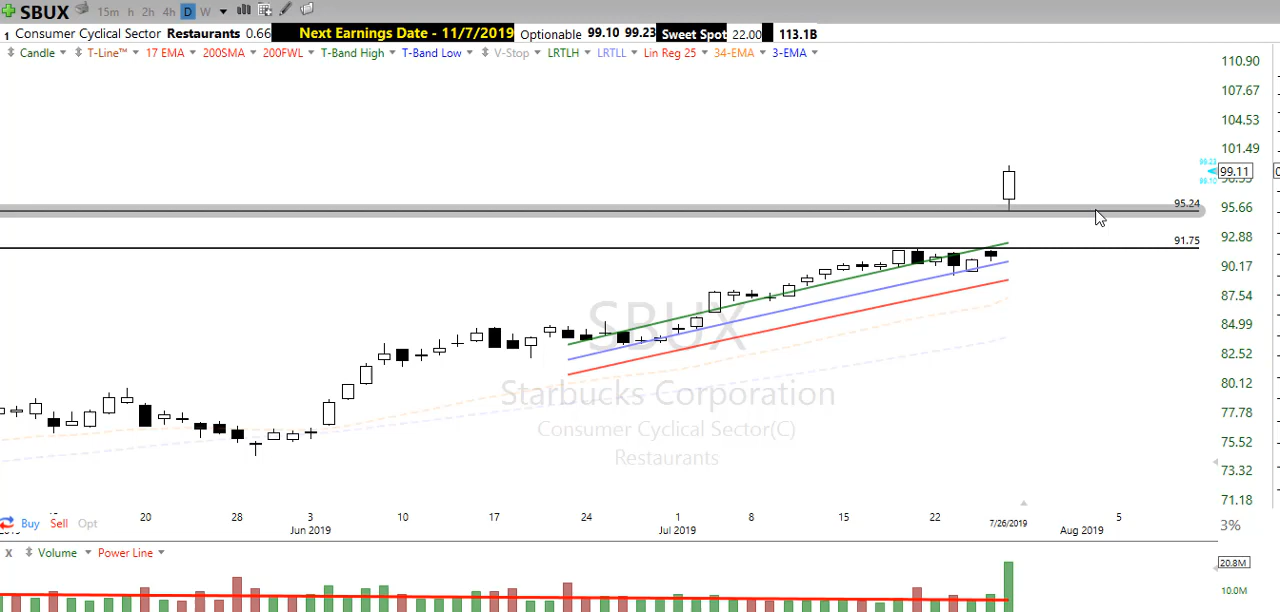 SBUX 15m h 2h 4h D W
1 Consumer Cyclical Sector Restaurants 0.66 Next Earnings Date - 11/7/2019 Optionable 99.10 99.23 Sweet Spot 22.00 113.1B
Candle T-Line™ 17 EMA 200SMA 200FWL T-Band High T-Band Low V-Stop LRTLH LRTLL Lin Reg 25 34-EMA 3-EMA
110.90
107.67
104.53
101.49
99.23
99.11
99.10
95.24
95.66
92.88
91.75
90.17
87.54
SBUX
84.99
82.52
80.12
Starbucks Corporation
77.78
Consumer Cyclical Sector(C)
75.52
Restaurants
73.32
71.18
20 28 3 10 17 24 1 8 15 22 7/26/2019 5
Buy Sell Opt
Jun 2019 Jul 2019 Aug 2019
3%
X Volume Power Line
20.8M
10.0M